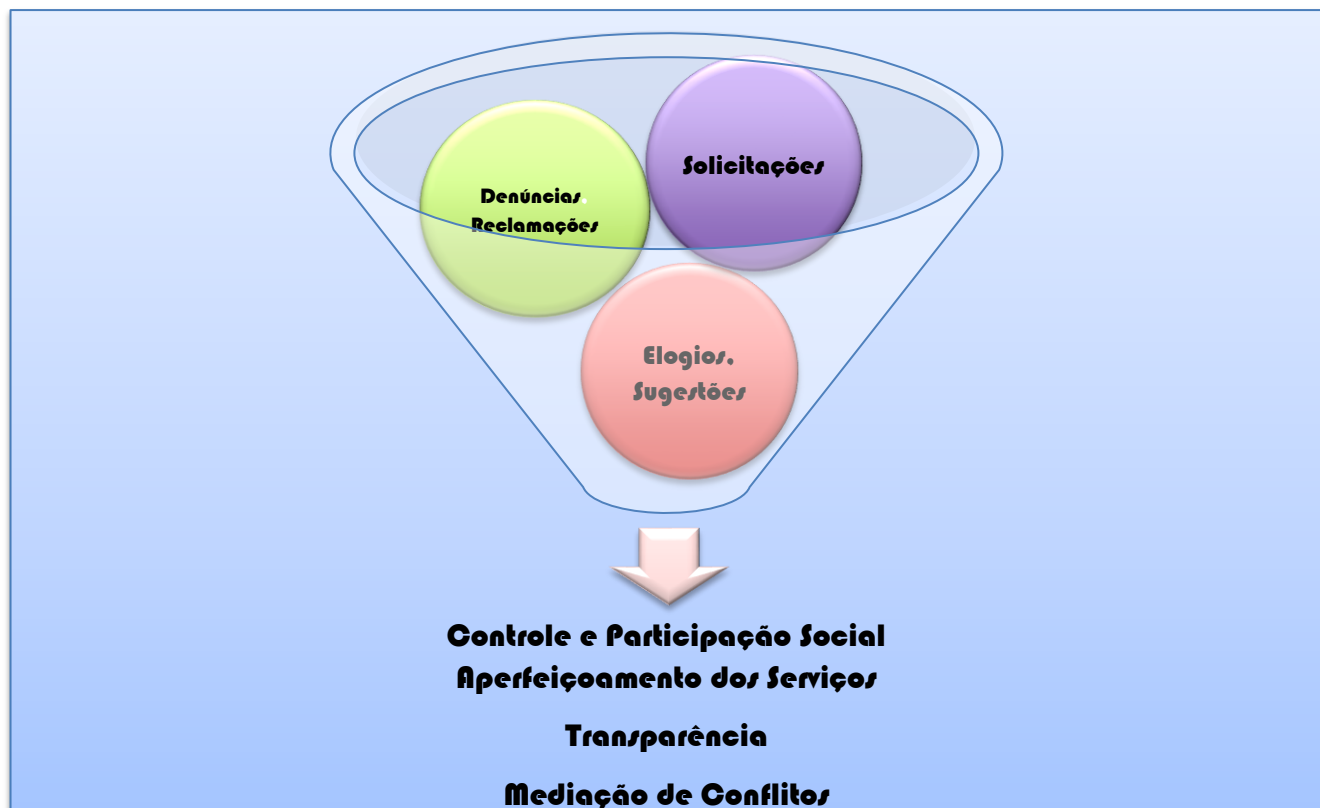 Solicitações
Denúncias,
Reclamações
Elogios,
Sugestões
Controle e Participação Social
Aperfeiçoamento dos Serviços
Transparência
Mediação de Conflitos